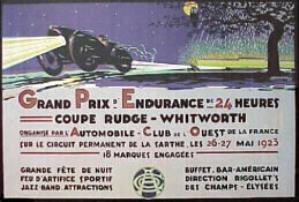 GRAND PRIX D'ENDURANCE DE 24 HEURES
COUPE RUDGE - WHITWORTH
ORGANISÉ PAR L'AUTOMOBILE - CLUB DE L'OUEST DE LA FRANCE
SUR LE CIRCUIT PERMANENT DE LA SARTHE, LES 26-27 MAI 1923
18 MARQUES ENGAGÉES
GRANDE FÊTE DE NUIT
FEU D'ARTIFICE SPORTIF
JAZZ-BAND ATTRACTIONS
BUFFET, BAR-AMÉRICAIN
DIRECTION RIGOLLET'S
DES CHAMPS - ELYSÉES